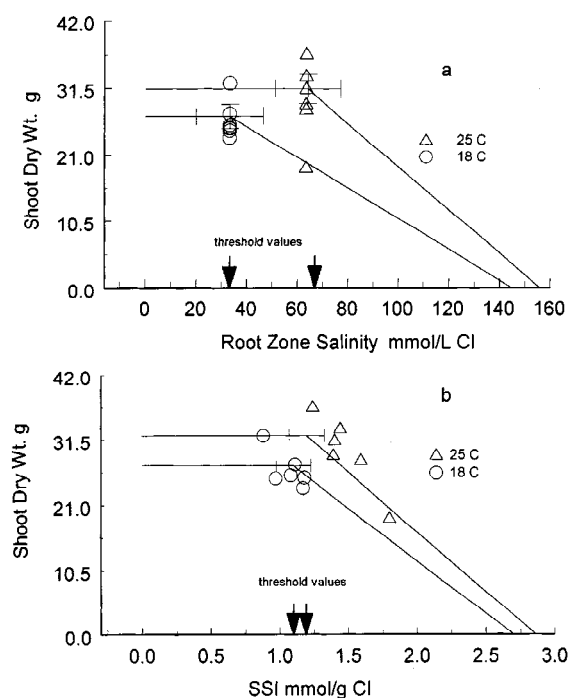 42.0
31.5
21.0
10.5
0.0
Shoot Dry Wt. g
a
25 C
18 C
threshold values
0 20 40 60 80 100 120 140 160
Root Zone Salinity mmol/L Cl
42.0
31.5
21.0
10.5
0.0
Shoot Dry Wt. g
b
25 C
18 C
threshold values
0.0 0.5 1.0 1.5 2.0 2.5 3.0
SSI mmol/g Cl